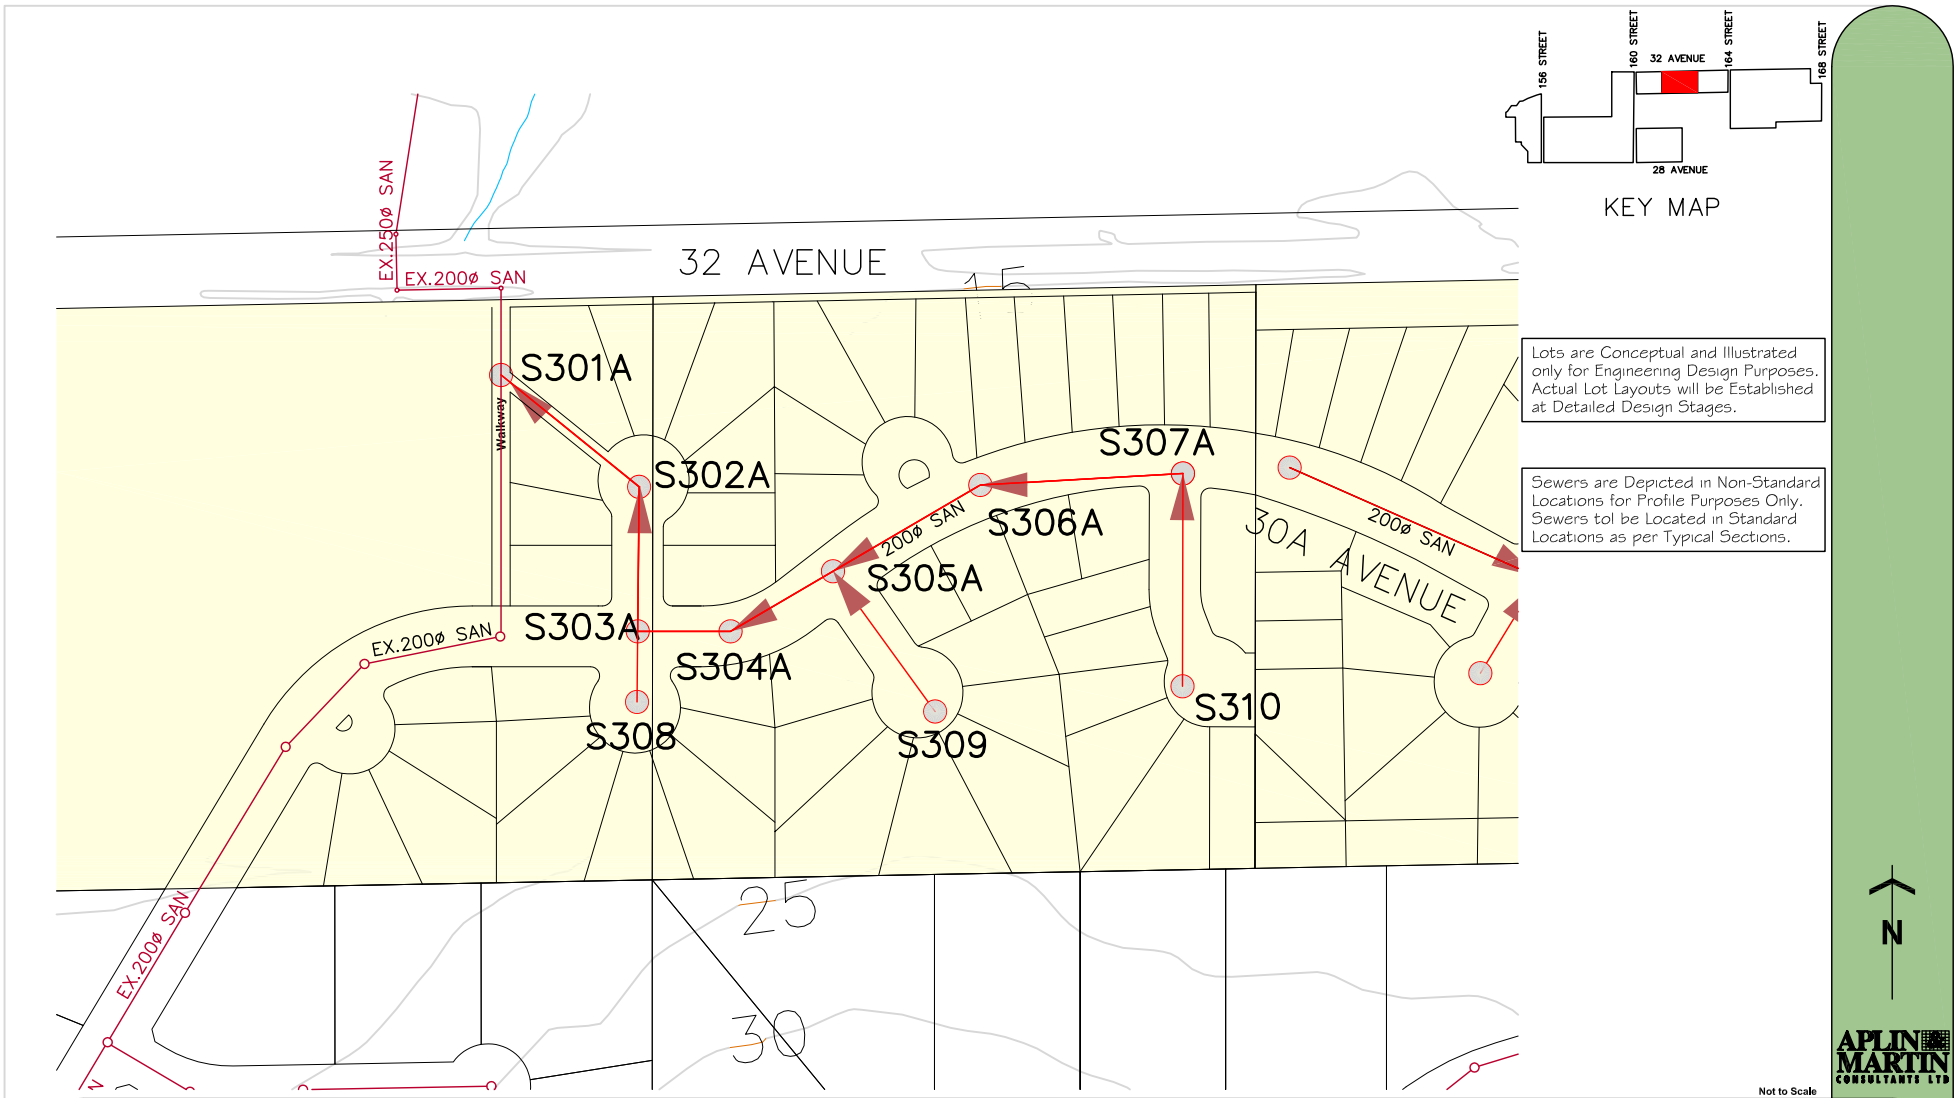 156 STREET
160 STREET
32 AVENUE
164 STREET
168 STREET
28 AVENUE
KEY MAP
EX.250ø SAN
EX.200ø SAN
32 AVENUE
15
Lots are Conceptual and Illustrated
only for Engineering Design Purposes.
Actual Lot Layouts will be Established
at Detailed Design Stages.
S301A
Walkway
S302A
S307A
Sewers are Depicted in Non-Standard
Locations for Profile Purposes Only.
Sewers tol be Located in Standard
Locations as per Typical Sections.
S306A
200ø SAN
200ø SAN
30A AVENUE
S305A
S303A
EX.200ø SAN
S304A
S308
S309
S310
25
EX.200ø SAN
30
N
N
APLIN &
MARTIN
CONSULTANTS LTD
Not to Scale